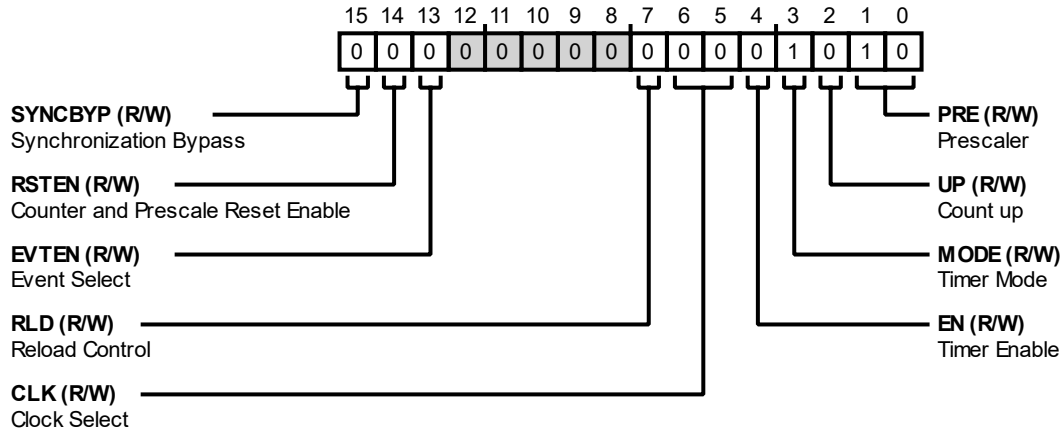 15 14 13 12 11 10 9 8 7 6 5 4 3 2 1 0
0 0 0 0 0 0 0 0 0 0 0 0 1 0 1 0
SYNCBYP (R/W)
Synchronization Bypass
RSTEN (R/W)
Counter and Prescale Reset Enable
EVTEN (R/W)
Event Select
RLD (R/W)
Reload Control
CLK (R/W)
Clock Select
PRE (R/W)
Prescaler
UP (R/W)
Count up
MODE (R/W)
Timer Mode
EN (R/W)
Timer Enable